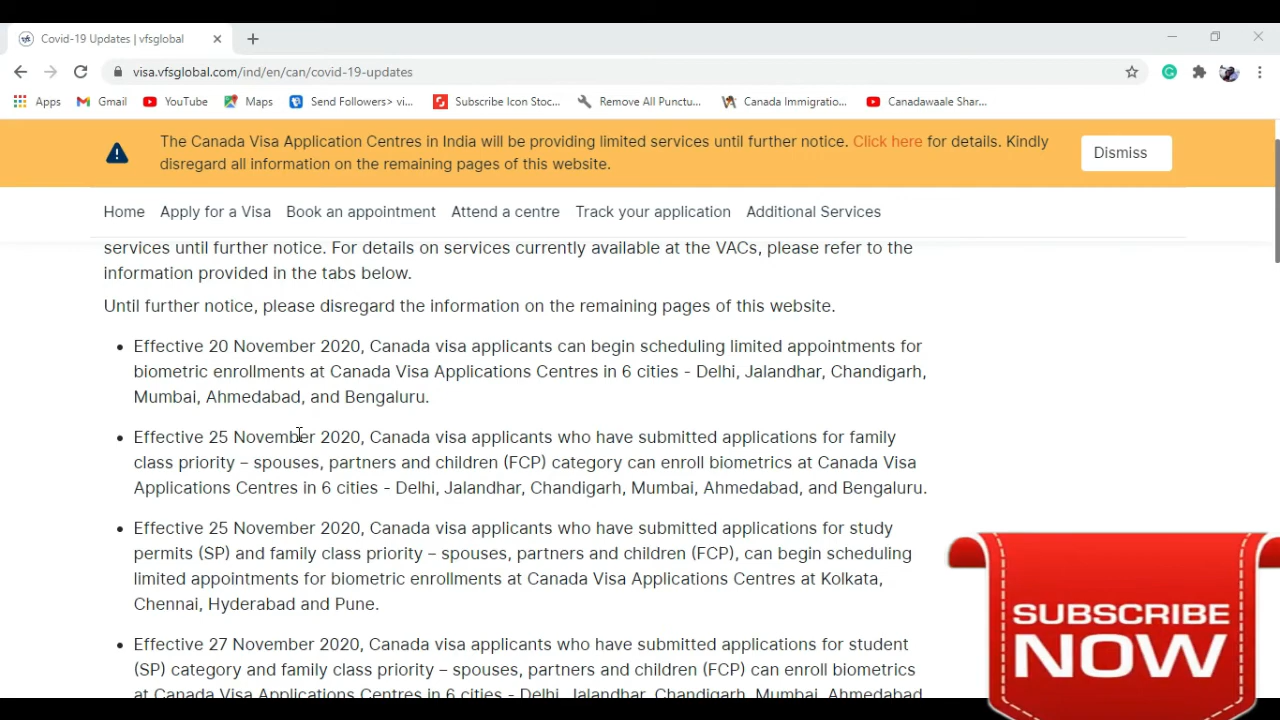 Covid-19 Updates | vfsglobal
visa.vfsglobal.com/ind/en/can/covid-19-updates
Apps Gmail YouTube Maps Send Followers> vi... Subscribe Icon Stoc... Remove All Punctu... Canada Immigratio... Canadawaale Shar...
The Canada Visa Application Centres in India will be providing limited services until further notice. Click here for details. Kindly
disregard all information on the remaining pages of this website.
Dismiss
Home Apply for a Visa Book an appointment Attend a centre Track your application Additional Services
services until further notice. For details on services currently available at the VACs, please refer to the
information provided in the tabs below.
Until further notice, please disregard the information on the remaining pages of this website.
• Effective 20 November 2020, Canada visa applicants can begin scheduling limited appointments for
biometric enrollments at Canada Visa Applications Centres in 6 cities - Delhi, Jalandhar, Chandigarh,
Mumbai, Ahmedabad, and Bengaluru.
• Effective 25 November 2020, Canada visa applicants who have submitted applications for family
class priority – spouses, partners and children (FCP) category can enroll biometrics at Canada Visa
Applications Centres in 6 cities - Delhi, Jalandhar, Chandigarh, Mumbai, Ahmedabad, and Bengaluru.
• Effective 25 November 2020, Canada visa applicants who have submitted applications for study
permits (SP) and family class priority – spouses, partners and children (FCP), can begin scheduling
limited appointments for biometric enrollments at Canada Visa Applications Centres at Kolkata,
Chennai, Hyderabad and Pune.
• Effective 27 November 2020, Canada visa applicants who have submitted applications for student
(SP) category and family class priority – spouses, partners and children (FCP) can enroll biometrics
at Canada Visa Applications Centres in 6 cities - Delhi, Jalandhar, Chandigarh, Mumbai, Ahmedabad
SUBSCRIBE
NOW